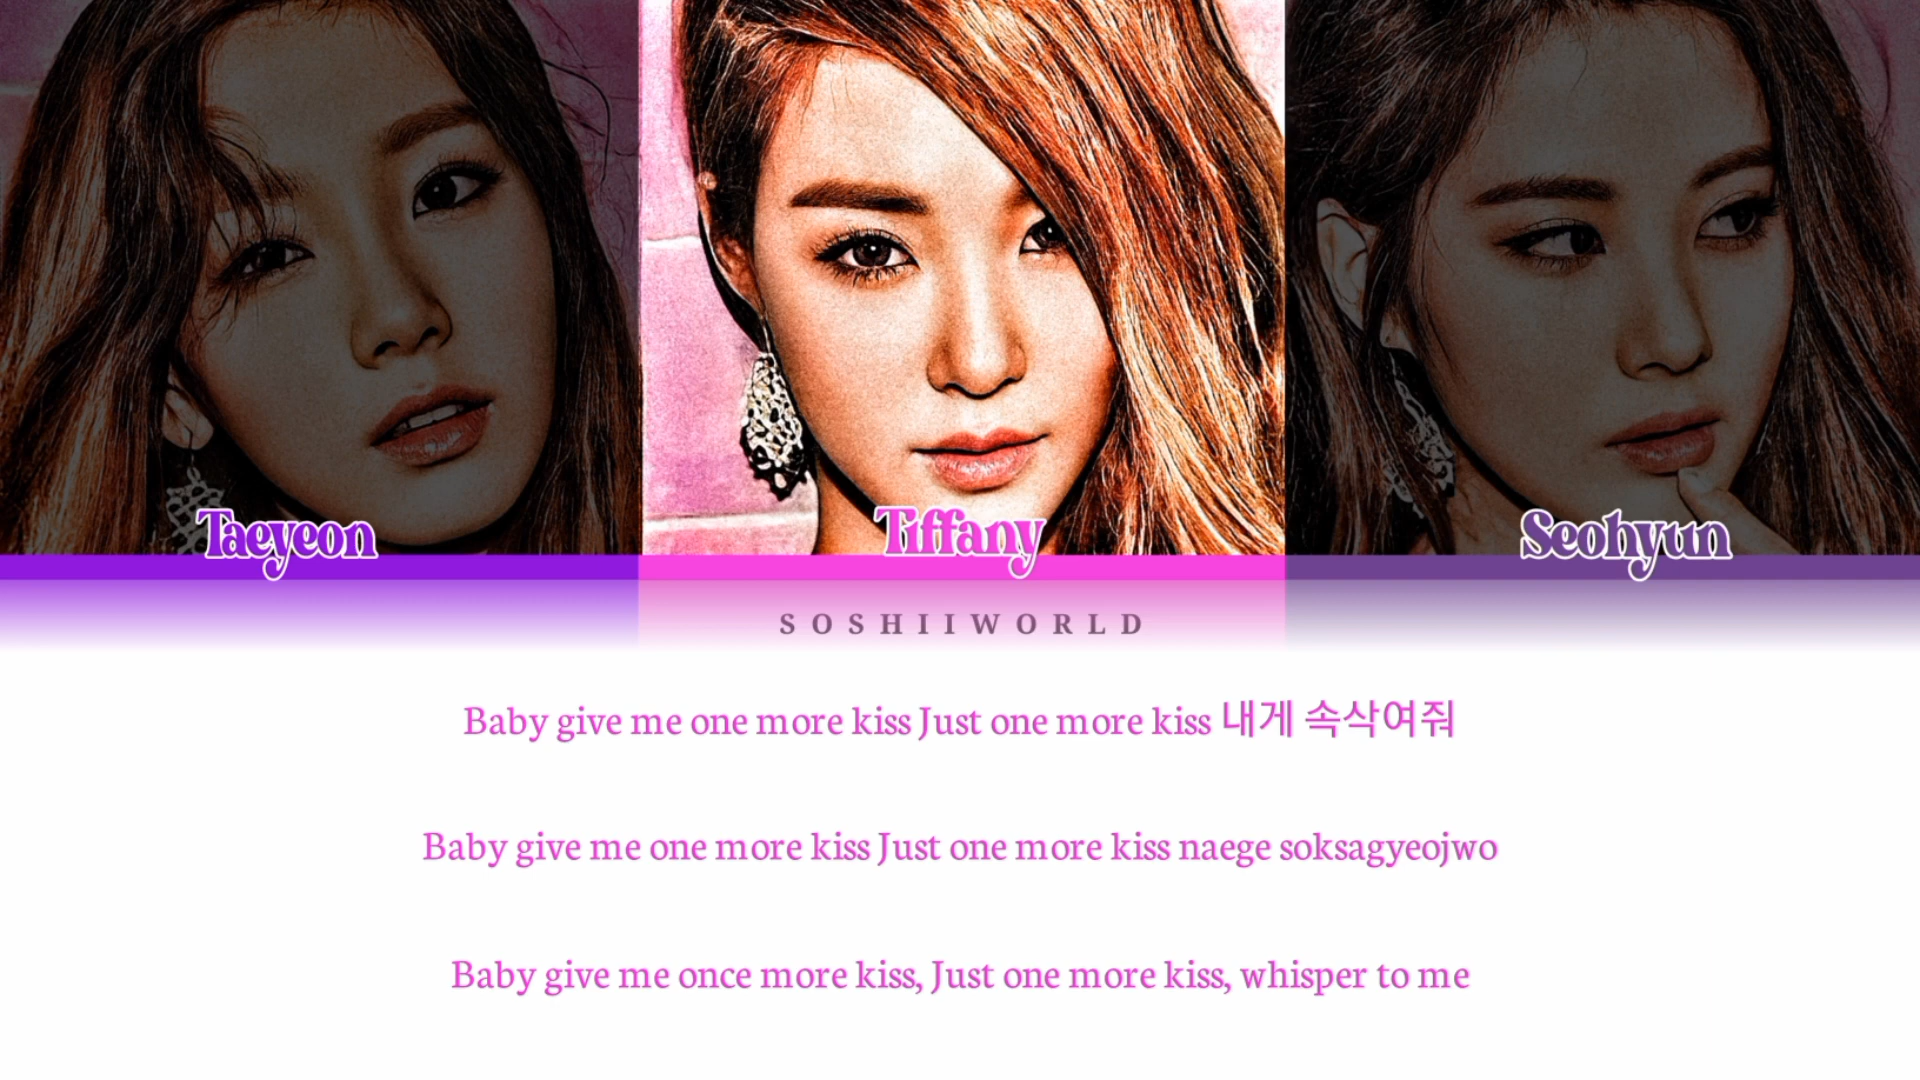 Taeyeon Tiffany Seohyun
SOSHIIWORLD
Baby give me one more kiss Just one more kiss 내게 속삭여줘
Baby give me one more kiss Just one more kiss naege soksagyeojwo
Baby give me once more kiss, Just one more kiss, whisper to me